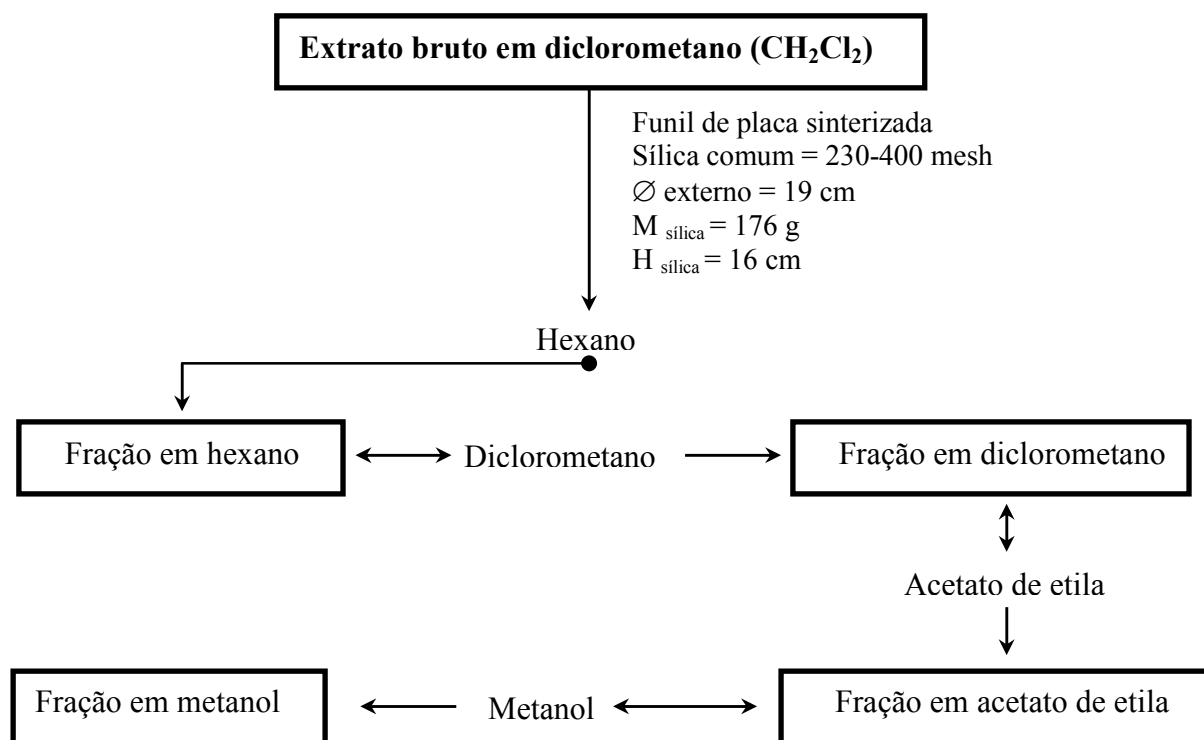 Extrato bruto em diclorometano (CH₂Cl₂)
Funil de placa sinterizada
Sílica comum = 230-400 mesh
∅ externo = 19 cm
M sílica = 176 g
H sílica = 16 cm
Hexano
Fração em hexano
Diclorometano
Fração em diclorometano
Acetato de etila
Fração em metanol
Metanol
Fração em acetato de etila